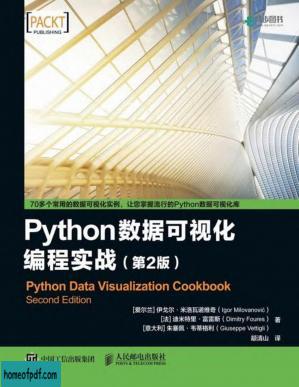 PACKT
PUBLISHING
异步图书
70多个常用的数据可视化实例，让您掌握流行的Python数据可视化库
Python数据可视化
编程实战（第2版）
Python Data Visualization Cookbook
Second Edition
[爱尔兰] 伊戈尔·米洛瓦诺维奇（Igor Milovanović）
[法] 迪米特里·富雷斯（Dimitry Foures） 著
[意大利] 朱塞佩·韦蒂格利（Giuseppe Vettigli）
颛清山 译
中国工信出版集团
人民邮电出版社
POSTS & TELECOM PRESS
homeofpdf.com